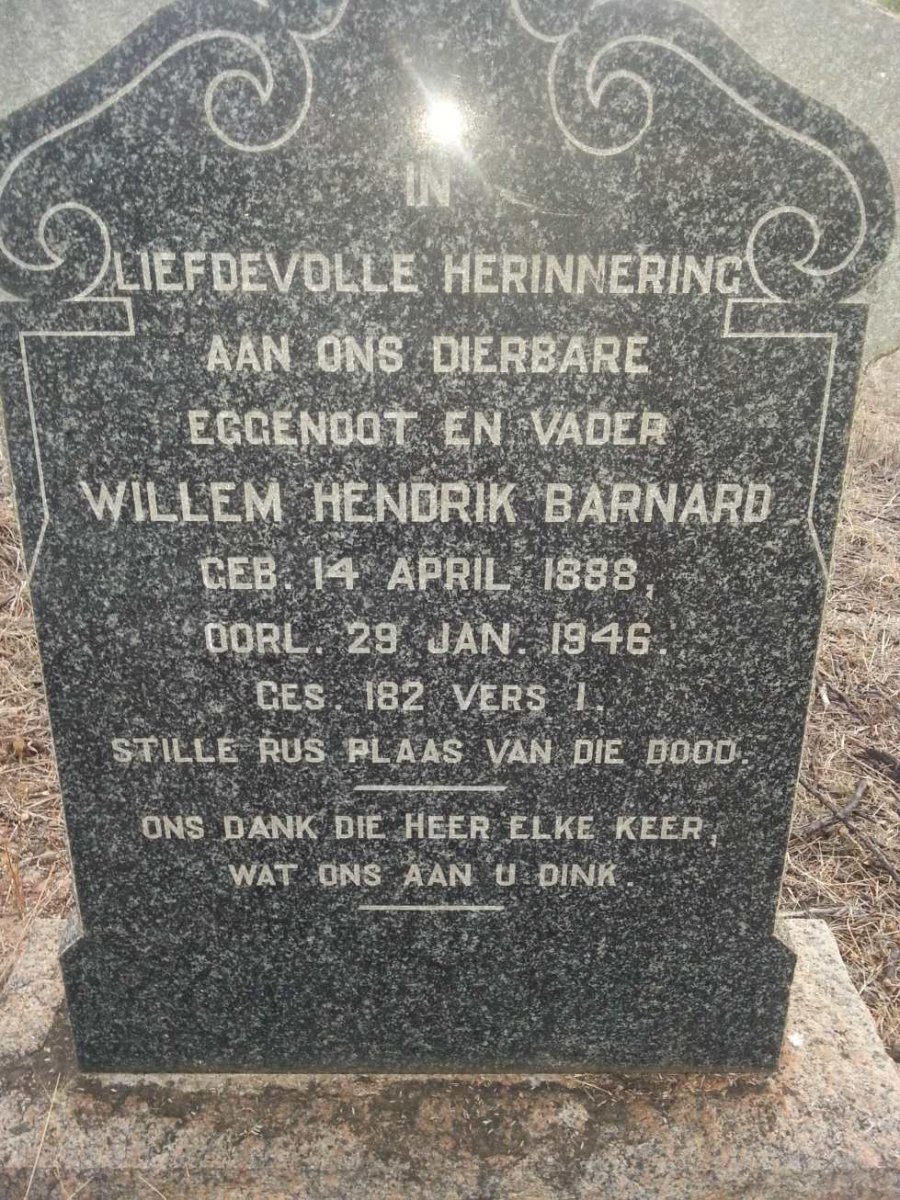 IN
LIEFDEVOLLE HERINNERING
AAN ONS DIERBARE
EGGENOOT EN VADER
WILLEM HENDRIK BARNARD
GEB. 14 APRIL 1888,
OORL. 29 JAN. 1946.
GES. 182 VERS 1.
STILLE RUS PLAAS VAN DIE DOOD.
ONS DANK DIE HEER ELKE KEER,
WAT ONS AAN U DINK.